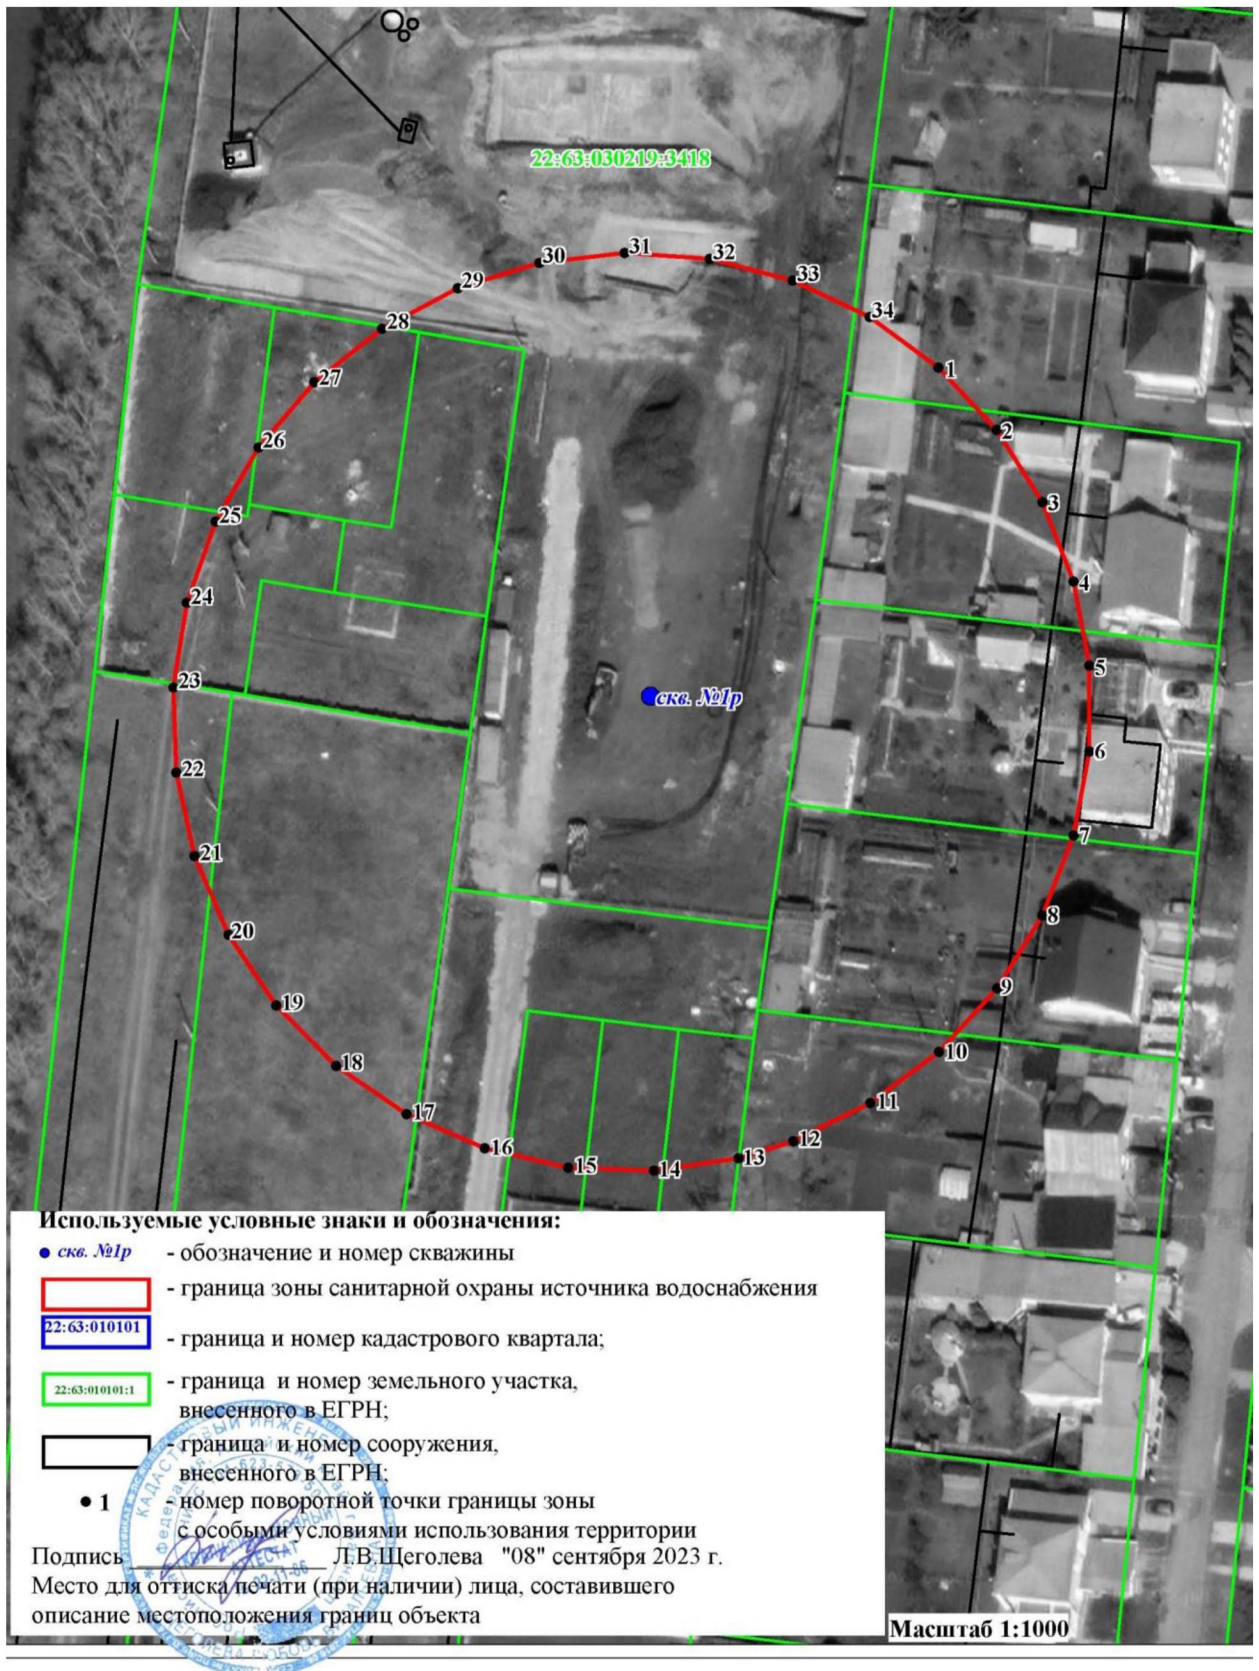 22:63:030219:3418
31
30
32
33
29
34
28
1
27
2
26
3
25
4
24
5
23
скв. №1р
6
22
7
21
8
20
9
19
10
18
11
17
12
16
13
15
14
Используемые условные знаки и обозначения:
скв. №1р - обозначение и номер скважины
- граница зоны санитарной охраны источника водоснабжения
22:63:010101 - граница и номер кадастрового квартала;
22:63:010101:1 - граница и номер земельного участка,
внесенного в ЕГРН;
- граница и номер сооружения,
внесенного в ЕГРН;
1 - номер поворотной точки границы зоны
с особыми условиями использования территории
Подпись Л.В.Щеголева "08" сентября 2023 г.
Место для оттиска печати (при наличии) лица, составившего
описание местоположения границ объекта
Масштаб 1:1000
КАДАСТРОВЫЙ ИНЖЕНЕР